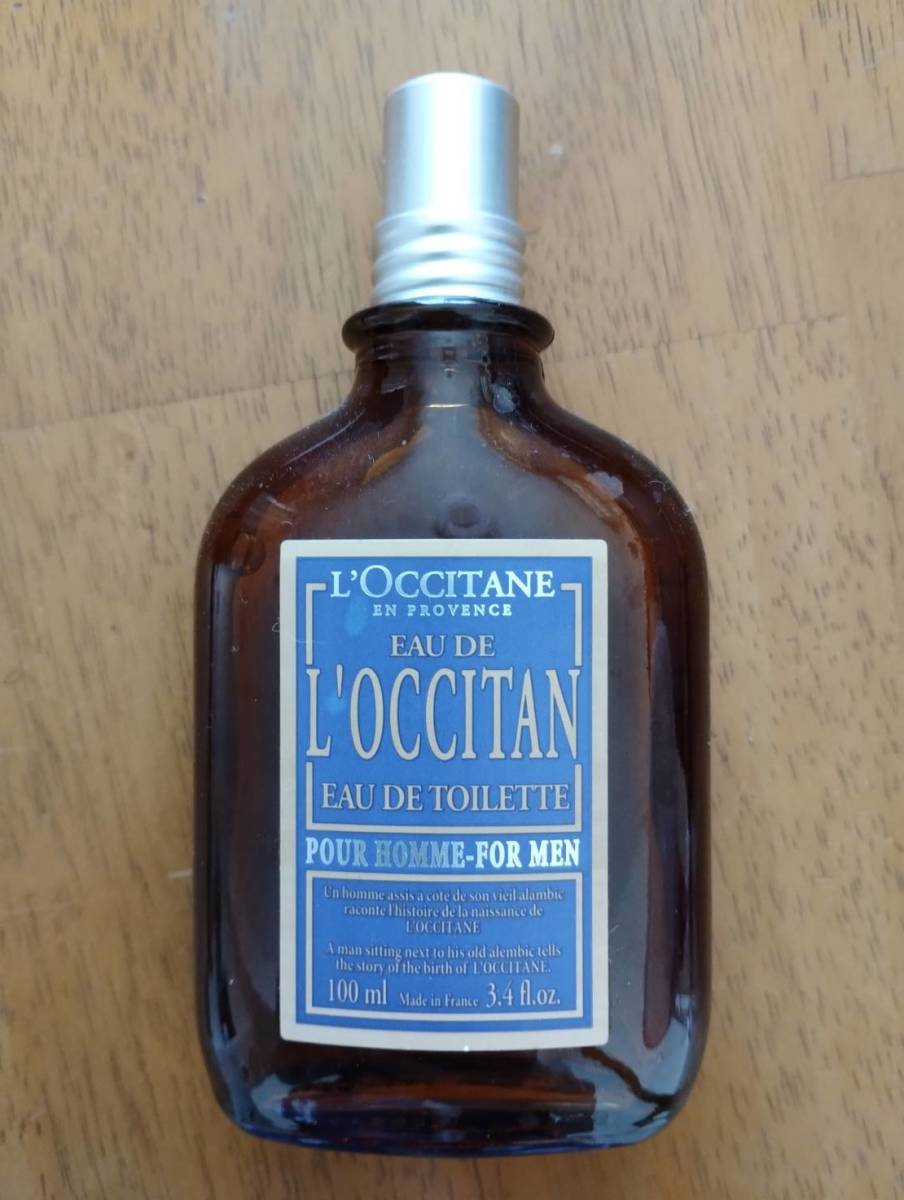 L'OCCITANE
EN PROVENCE
EAU DE
L'OCCITAN
EAU DE TOILETTE
POUR HOMME-FOR MEN
Un homme assis a cote de son vieil alambic
raconte l'histoire de la naissance de
L'OCCITANE
A man sitting next to his old alembic tells
the story of the birth of L'OCCITANE.
100 ml Made in France 3.4 fl.oz.